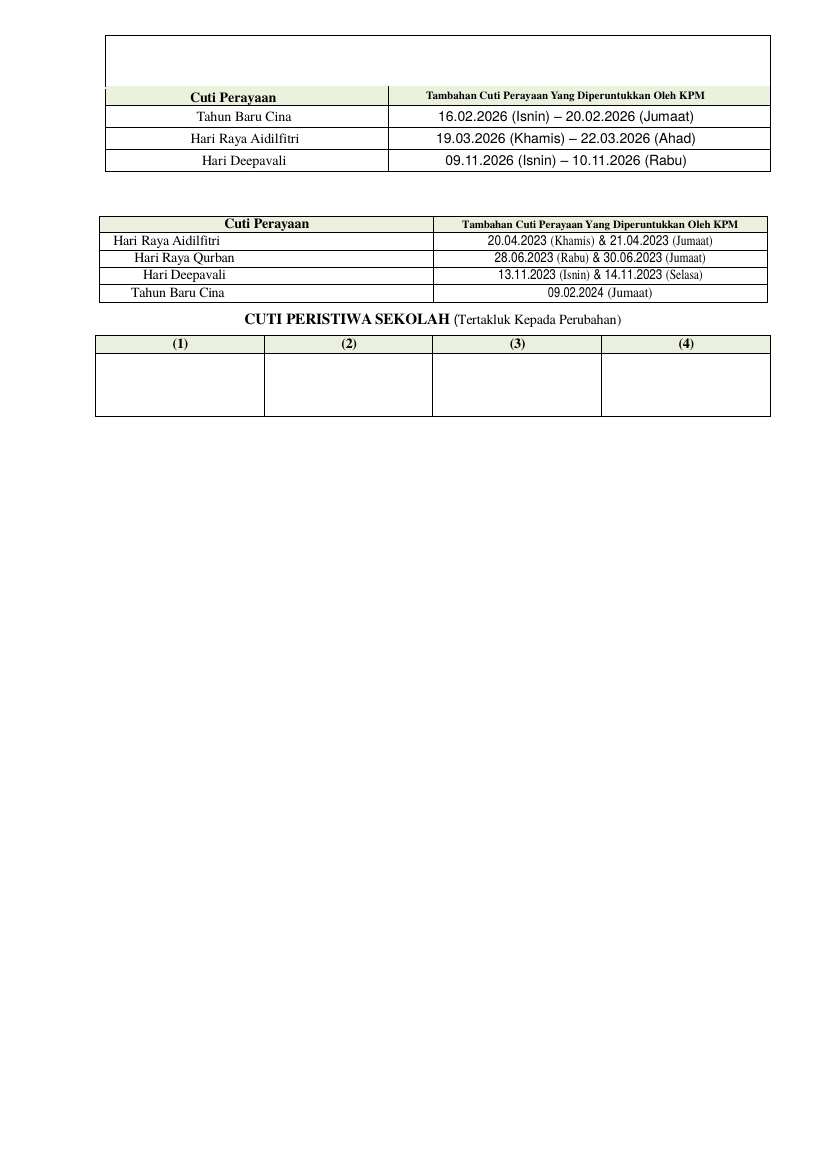 Cuti Perayaan Tambahan Cuti Perayaan Yang Diperuntukkan Oleh KPM
Tahun Baru Cina 16.02.2026 (Isnin) – 20.02.2026 (Jumaat)
Hari Raya Aidilfitri 19.03.2026 (Khamis) – 22.03.2026 (Ahad)
Hari Deepavali 09.11.2026 (Isnin) – 10.11.2026 (Rabu)
Cuti Perayaan Tambahan Cuti Perayaan Yang Diperuntukkan Oleh KPM
Hari Raya Aidilfitri 20.04.2023 (Khamis) & 21.04.2023 (Jumaat)
Hari Raya Qurban 28.06.2023 (Rabu) & 30.06.2023 (Jumaat)
Hari Deepavali 13.11.2023 (Isnin) & 14.11.2023 (Selasa)
Tahun Baru Cina 09.02.2024 (Jumaat)
CUTI PERISTIWA SEKOLAH (Tertakluk Kepada Perubahan)
(1) (2) (3) (4)